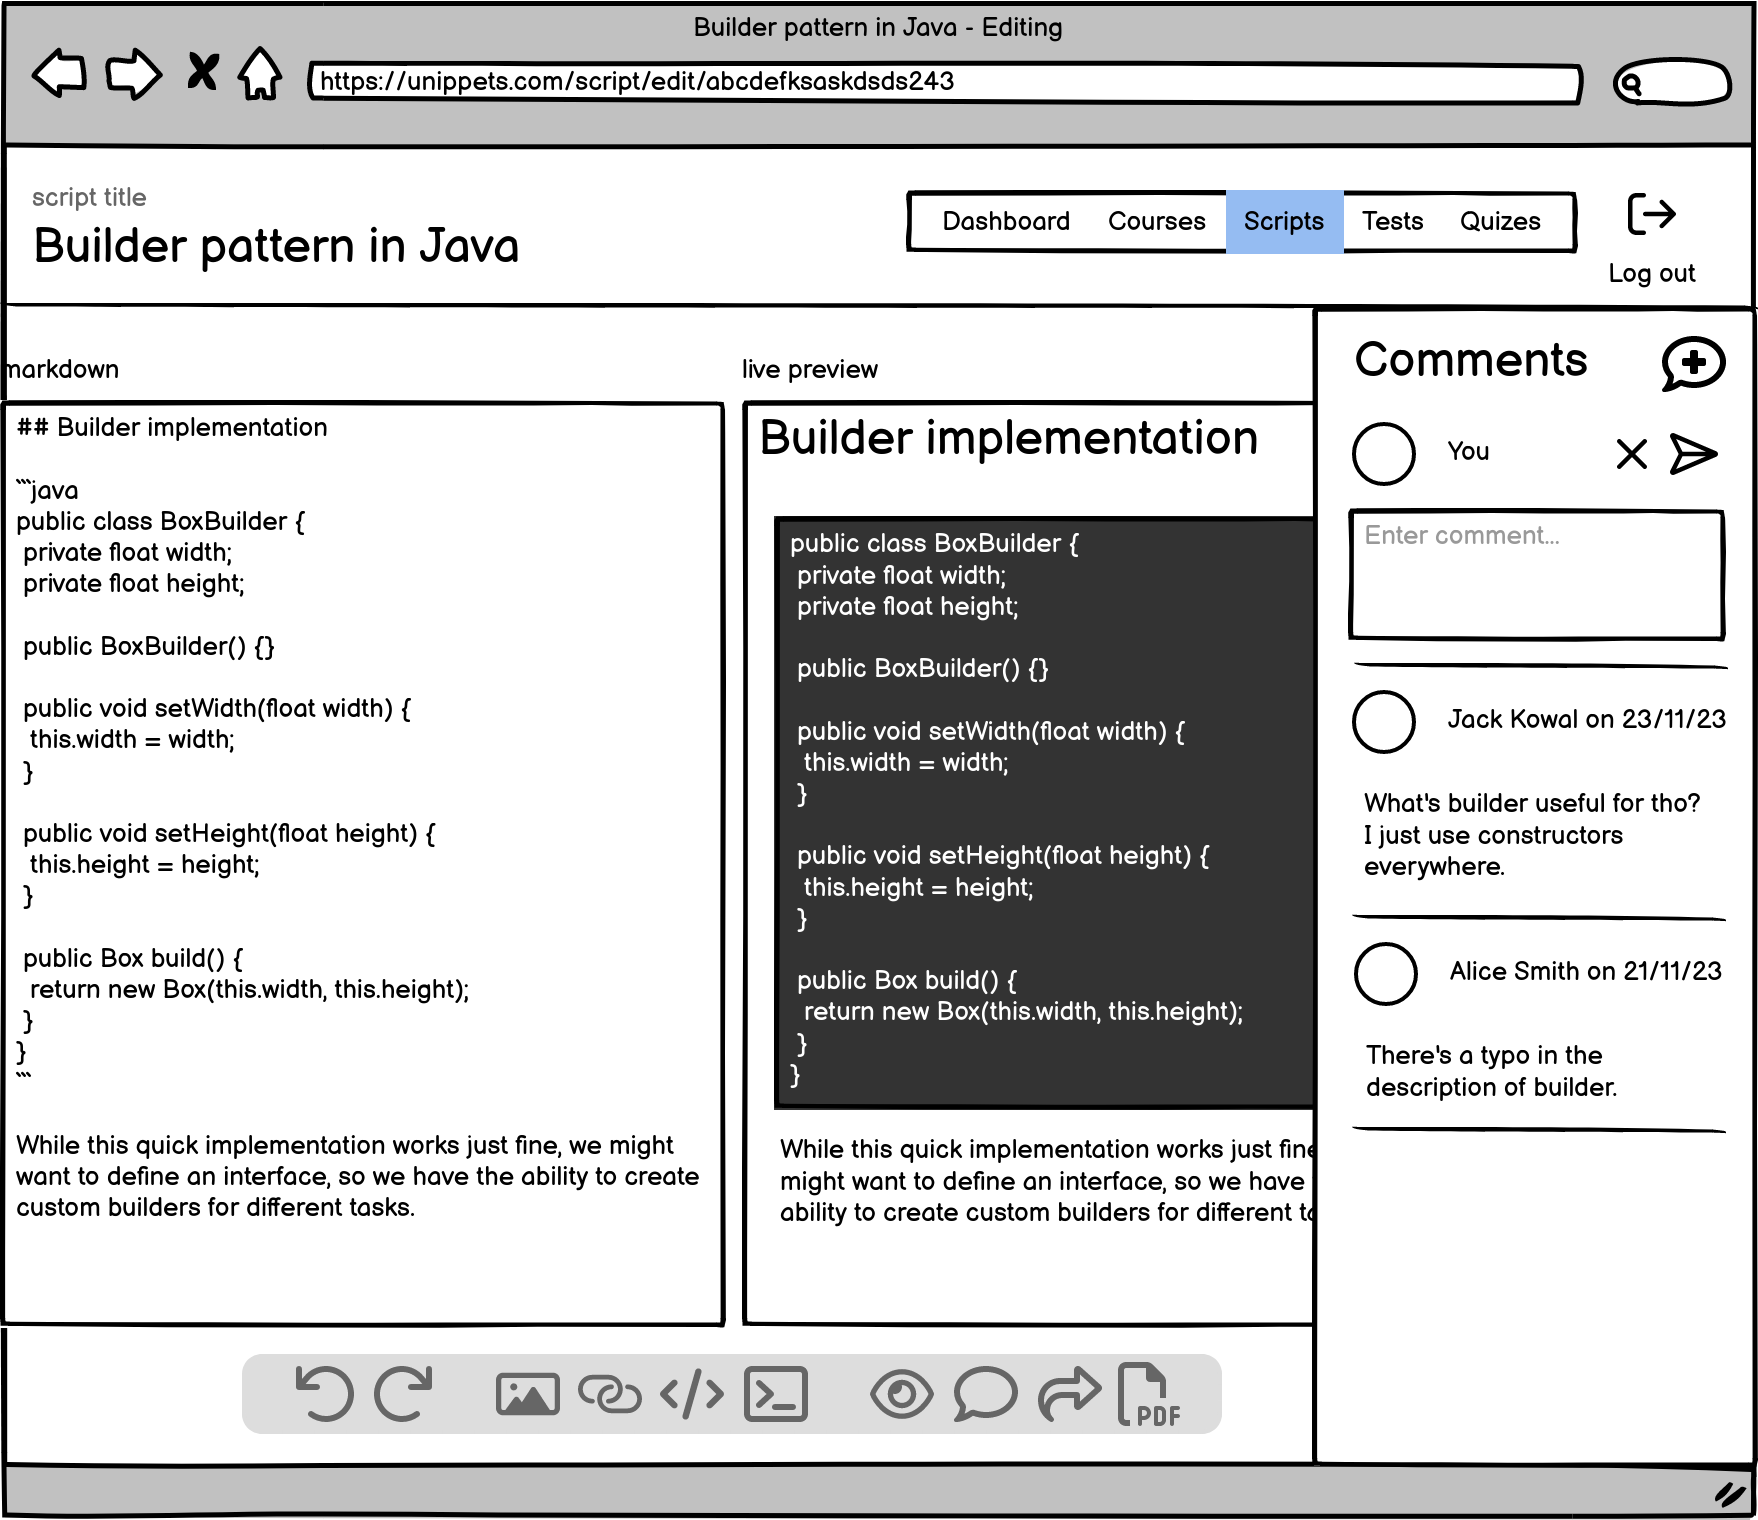 Builder pattern in Java - Editing
https://unippets.com/script/edit/abcdefksaskdsds243
script title
Builder pattern in Java
Dashboard Courses Scripts Tests Quizes
Log out
markdown
## Builder implementation
```java
public class BoxBuilder {
 private float width;
 private float height;
 public BoxBuilder() {}
 public void setWidth(float width) {
  this.width = width;
 }
 public void setHeight(float height) {
  this.height = height;
 }
 public Box build() {
  return new Box(this.width, this.height);
 }
}
```
While this quick implementation works just fine, we might
want to define an interface, so we have the ability to create
custom builders for different tasks.
live preview
Builder implementation
public class BoxBuilder {
 private float width;
 private float height;
 public BoxBuilder() {}
 public void setWidth(float width) {
  this.width = width;
 }
 public void setHeight(float height) {
  this.height = height;
 }
 public Box build() {
  return new Box(this.width, this.height);
 }
}
While this quick implementation works just fine
might want to define an interface, so we have
ability to create custom builders for different
Comments
You
Enter comment...
Jack Kowal on 23/11/23
What's builder useful for tho?
I just use constructors
everywhere.
Alice Smith on 21/11/23
There's a typo in the
description of builder.
PDF